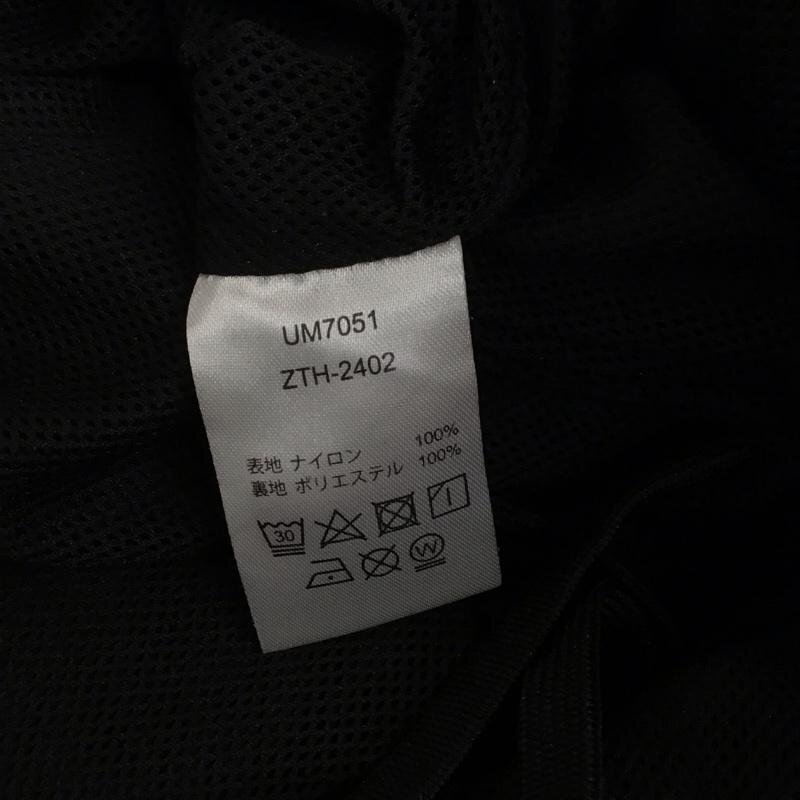 UM7051
ZTH-2402
表地 ナイロン 100%
裏地 ポリエステル 100%
30
W